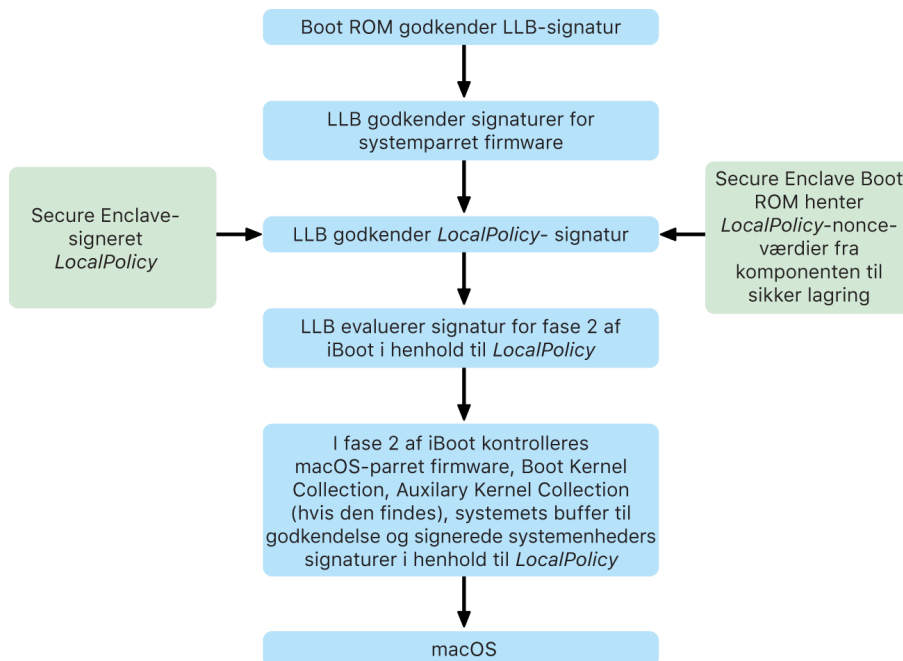 Boot ROM godkender LLB-signatur
LLB godkender signaturer for
systemparret firmware
Secure Enclave-
signeret
LocalPolicy
LLB godkender LocalPolicy- signatur
Secure Enclave Boot
ROM henter
LocalPolicy-nonce-
værdier fra
komponenten til
sikker lagring
LLB evaluerer signatur for fase 2 af
iBoot i henhold til LocalPolicy
I fase 2 af iBoot kontrolleres
macOS-parret firmware, Boot Kernel
Collection, Auxilary Kernel Collection
(hvis den findes), systemets buffer til
godkendelse og signerede systemenheders
signaturer i henhold til LocalPolicy
macOS